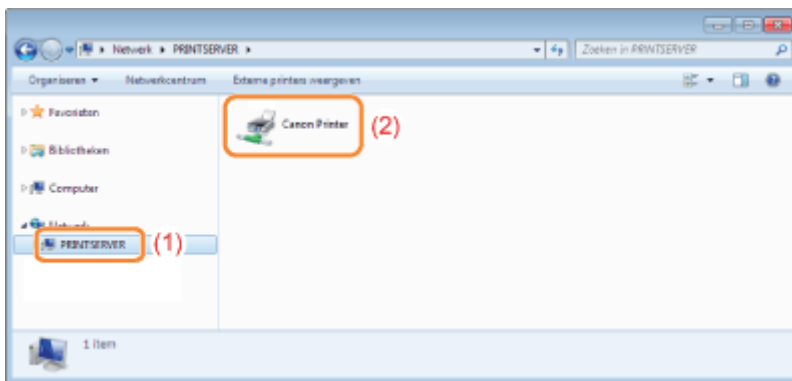 Netwerk ▸ PRINTSERVER ▸
Zoeken in PRINTSERVER
Organiseren
Netwerkcentrum
Externe printers weergeven
Favorieten
Bibliotheken
Computer
Netwerk
PRINTSERVER
(1)
Canon Printer
(2)
1 item